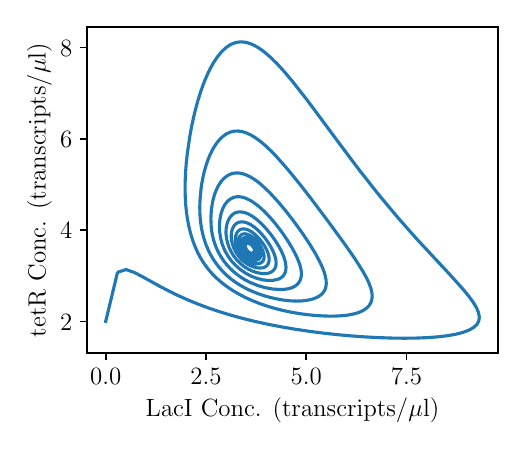 8
6
4
2
tetR Conc. (transcripts/μl)
0.0 2.5 5.0 7.5
LacI Conc. (transcripts/μl)